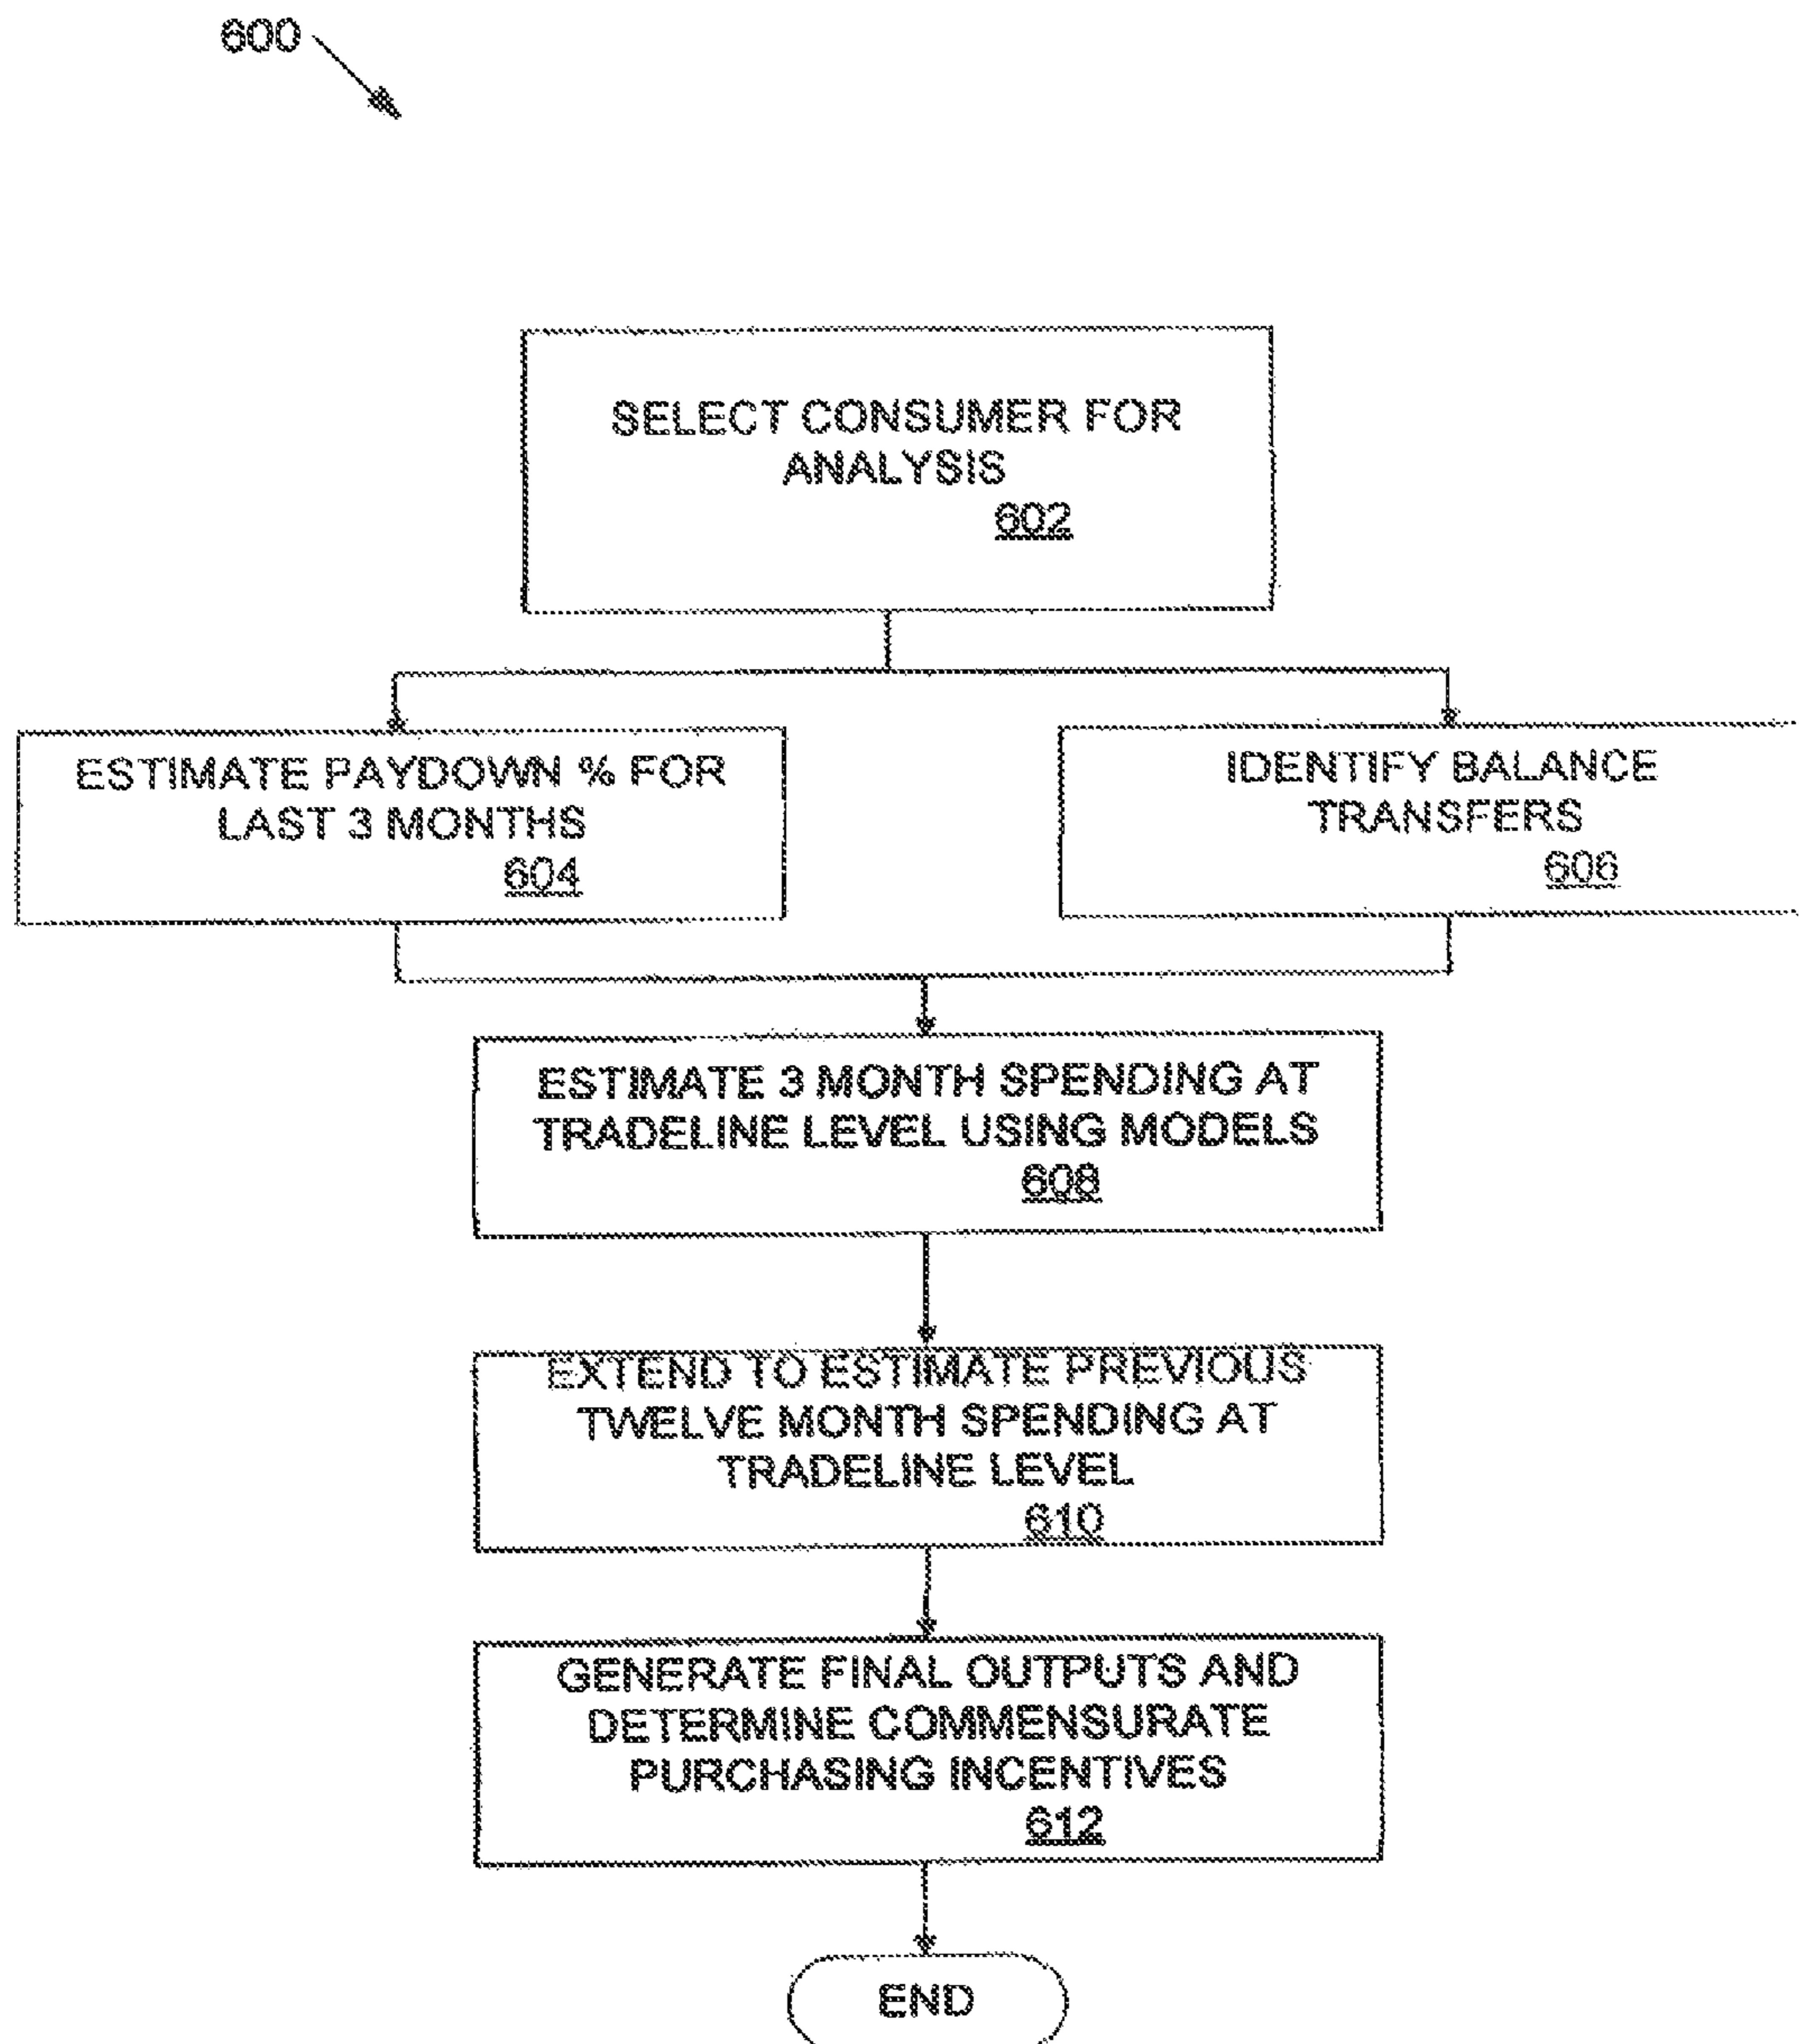 600
SELECT CONSUMER FOR
ANALYSIS
602
ESTIMATE PAYDOWN % FOR
LAST 3 MONTHS
604
IDENTIFY BALANCE
TRANSFERS
606
ESTIMATE 3 MONTH SPENDING AT
TRADELINE LEVEL USING MODELS
608
EXTEND TO ESTIMATE PREVIOUS
TWELVE MONTH SPENDING AT
TRADELINE LEVEL
610
GENERATE FINAL OUTPUTS AND
DETERMINE COMMENSURATE
PURCHASING INCENTIVES
612
END